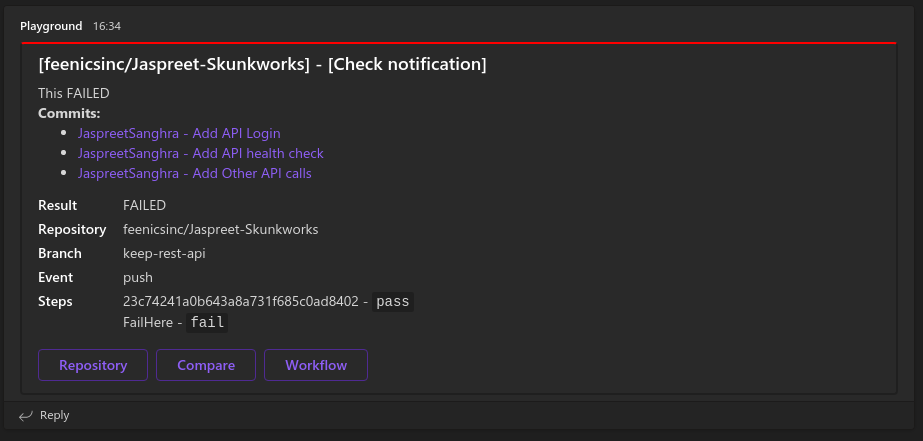 Playground 16:34
[feenicsinc/Jaspreet-Skunkworks] - [Check notification]
This FAILED
Commits:
• JaspreetSanghra - Add API Login
• JaspreetSanghra - Add API health check
• JaspreetSanghra - Add Other API calls
Result FAILED
Repository feenicsinc/Jaspreet-Skunkworks
Branch keep-rest-api
Event push
Steps 23c74241a0b643a8a731f685c0ad8402 - pass
FailHere - fail
Repository Compare Workflow
Reply